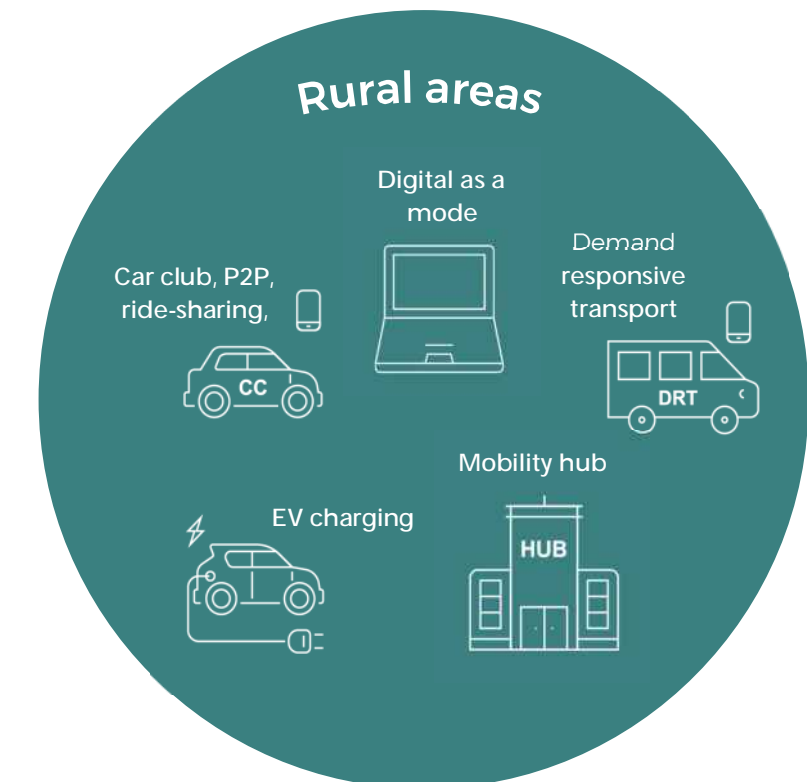 Rural areas
Digital as a
mode
Demand
responsive
transport
Car club, P2P,
ride-sharing,
CC
DRT
Mobility hub
EV charging
HUB